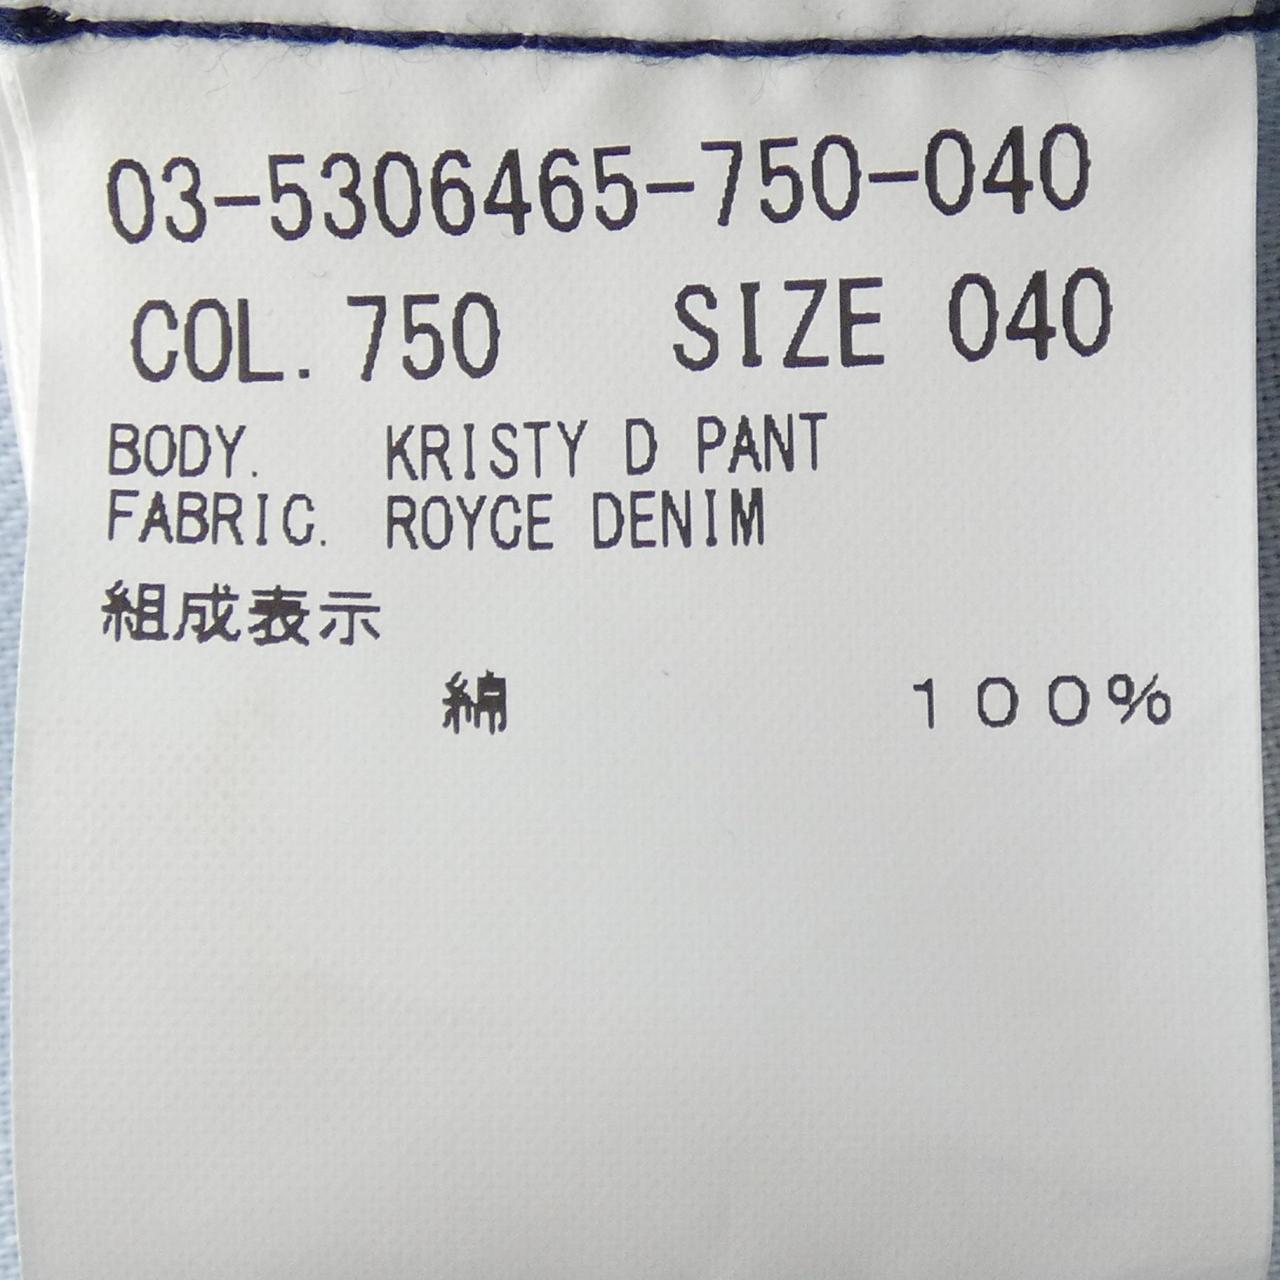 03-5306465-750-040
COL. 750 SIZE 040
BODY. KRISTY D PANT
FABRIC. ROYCE DENIM
組成表示
綿 100%